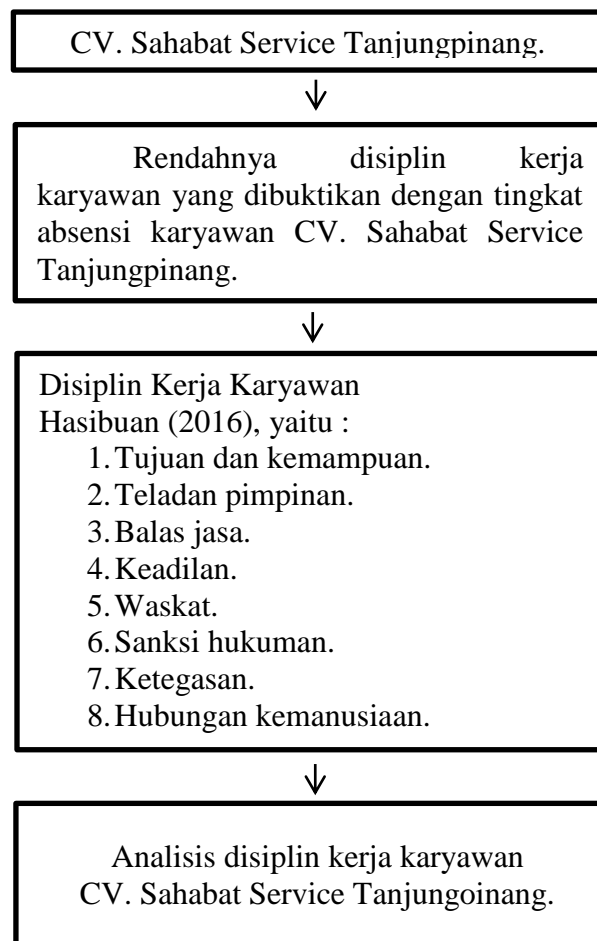 CV. Sahabat Service Tanjungpinang.
Rendahnya disiplin kerja
karyawan yang dibuktikan dengan tingkat
absensi karyawan CV. Sahabat Service
Tanjungpinang.
Disiplin Kerja Karyawan
Hasibuan (2016), yaitu :
1. Tujuan dan kemampuan.
2. Teladan pimpinan.
3. Balas jasa.
4. Keadilan.
5. Waskat.
6. Sanksi hukuman.
7. Ketegasan.
8. Hubungan kemanusiaan.
Analisis disiplin kerja karyawan
CV. Sahabat Service Tanjungoinang.